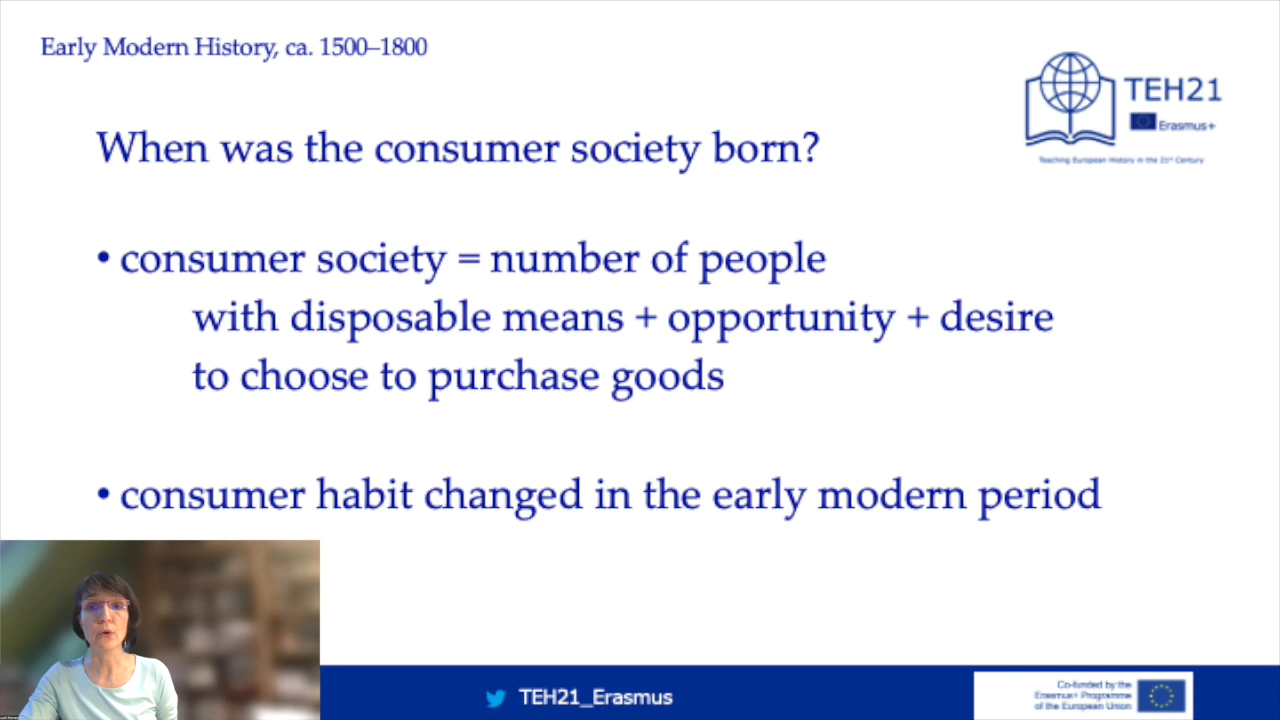 Early Modern History, ca. 1500–1800
TEH21
Erasmus+
Teaching European History in the 21st Century
When was the consumer society born?
• consumer society = number of people
with disposable means + opportunity + desire
to choose to purchase goods
• consumer habit changed in the early modern period
TEH21_Erasmus
Co-funded by the
Erasmus+ Programme
of the European Union